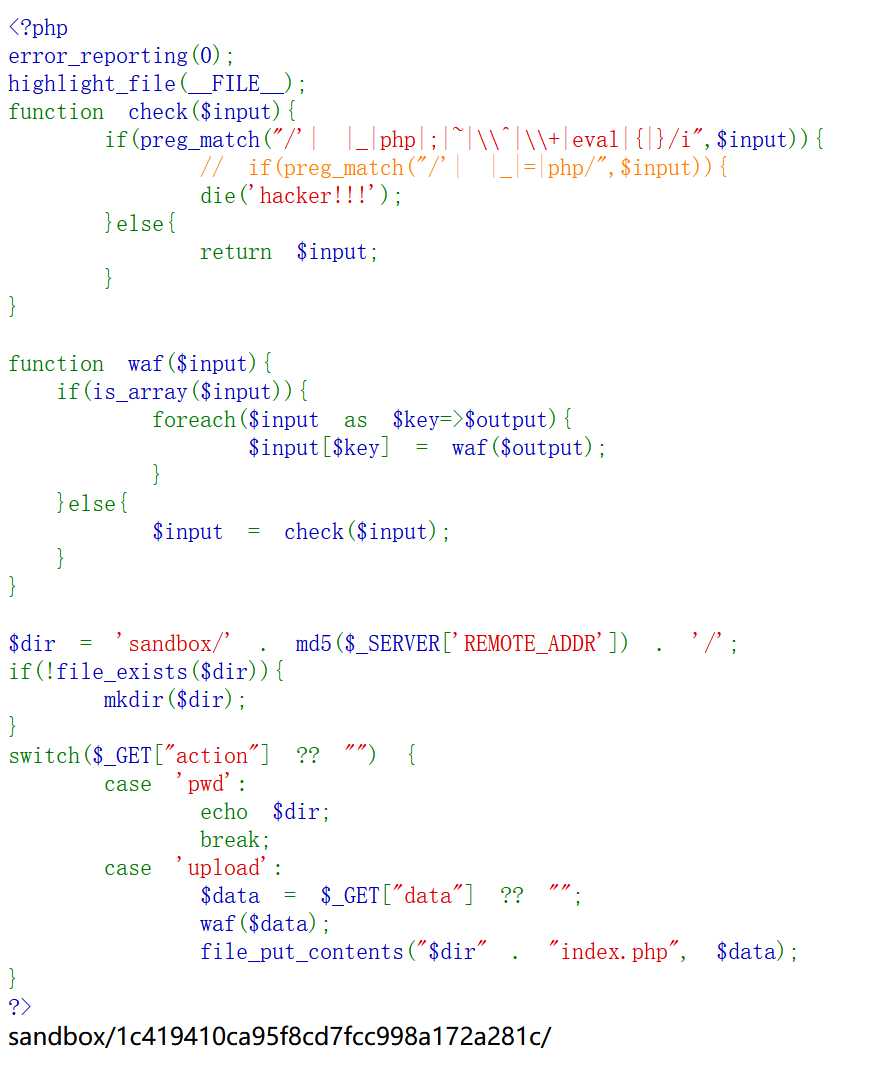 <?php
error_reporting(0);
highlight_file(__FILE__);
function check($input){
        if(preg_match("/'| |_|php|;|~|\\^|\\+|eval|{|}/i",$input)){
                // if(preg_match("/'| |_|=|php/",$input)){
                die('hacker!!!');
        }else{
                return $input;
        }
}

function waf($input){
    if(is_array($input)){
            foreach($input as $key=>$output){
                    $input[$key] = waf($output);
            }
    }else{
            $input = check($input);
    }
}

$dir = 'sandbox/' . md5($_SERVER['REMOTE_ADDR']) . '/';
if(!file_exists($dir)){
        mkdir($dir);
}
switch($_GET["action"] ?? "") {
        case 'pwd':
                echo $dir;
                break;
        case 'upload':
                $data = $_GET["data"] ?? "";
                waf($data);
                file_put_contents("$dir" . "index.php", $data);
}
?>
sandbox/1c419410ca95f8cd7fcc998a172a281c/